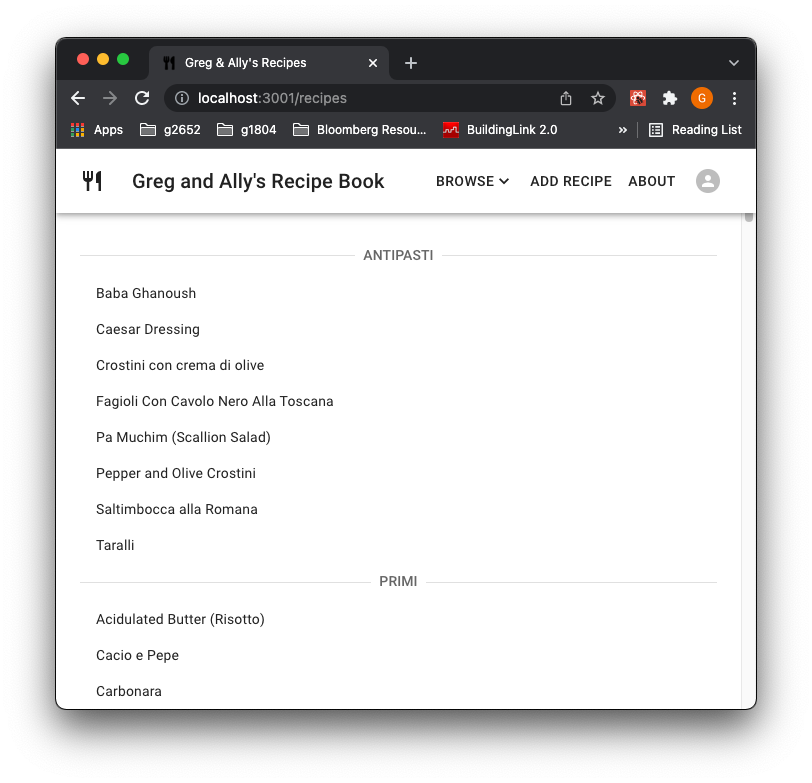 Greg & Ally's Recipes
localhost:3001/recipes
G
Apps g2652 g1804 Bloomberg Resou... BuildingLink 2.0 » Reading List
Greg and Ally's Recipe Book BROWSE ADD RECIPE ABOUT
ANTIPASTI
Baba Ghanoush
Caesar Dressing
Crostini con crema di olive
Fagioli Con Cavolo Nero Alla Toscana
Pa Muchim (Scallion Salad)
Pepper and Olive Crostini
Saltimbocca alla Romana
Taralli
PRIMI
Acidulated Butter (Risotto)
Cacio e Pepe
Carbonara